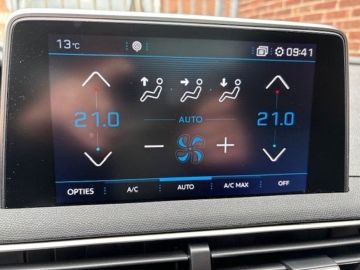 13°C 09:41
AUTO
21.0 21.0
OPTIES A/C AUTO A/C MAX OFF